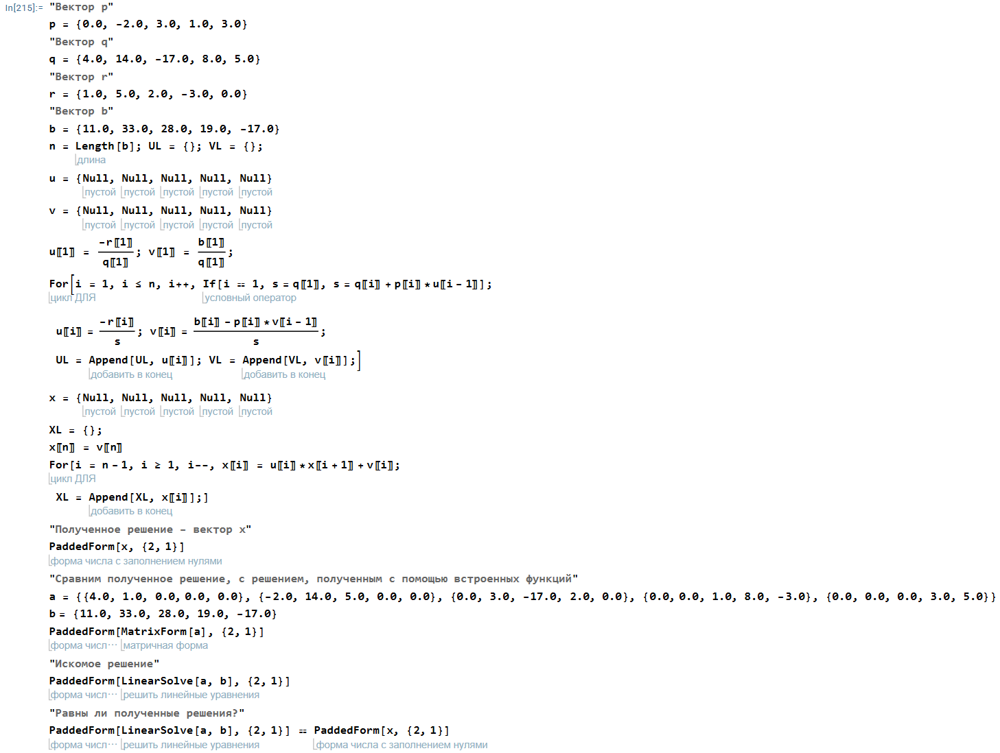 In[215]:= "Вектор p"
p = {0.0, -2.0, 3.0, 1.0, 3.0}
"Вектор q"
q = {4.0, 14.0, -17.0, 8.0, 5.0}
"Вектор r"
r = {1.0, 5.0, 2.0, -3.0, 0.0}
"Вектор b"
b = {11.0, 33.0, 28.0, 19.0, -17.0}
n = Length[b]; UL = {}; VL = {};
длина
u = {Null, Null, Null, Null, Null}
пустой пустой пустой пустой пустой
v = {Null, Null, Null, Null, Null}
пустой пустой пустой пустой пустой
u〚1〛 = -r〚1〛/q〚1〛; v〚1〛 = b〚1〛/q〚1〛;
For[i = 1, i ≤ n, i++, If[i == 1, s = q〚1〛, s = q〚i〛 + p〚i〛 * u〚i - 1〛];
цикл ДЛЯ условный оператор
u〚i〛 = -r〚i〛/s; v〚i〛 = b〚i〛 - p〚i〛 * v〚i - 1〛/s;
UL = Append[UL, u〚i〛]; VL = Append[VL, v〚i〛];]
добавить в конец добавить в конец
x = {Null, Null, Null, Null, Null}
пустой пустой пустой пустой пустой
XL = {};
x〚n〛 = v〚n〛
For[i = n - 1, i ≥ 1, i--, x〚i〛 = u〚i〛 * x〚i + 1〛 + v〚i〛;
цикл ДЛЯ
XL = Append[XL, x〚i〛];]
добавить в конец
"Полученное решение - вектор x"
PaddedForm[x, {2, 1}]
форма числа с заполнением нулями
"Сравним полученное решение, с решением, полученным с помощью встроенных функций"
a = {{4.0, 1.0, 0.0, 0.0, 0.0}, {-2.0, 14.0, 5.0, 0.0, 0.0}, {0.0, 3.0, -17.0, 2.0, 0.0}, {0.0, 0.0, 1.0, 8.0, -3.0}, {0.0, 0.0, 0.0, 3.0, 5.0}}
b = {11.0, 33.0, 28.0, 19.0, -17.0}
PaddedForm[MatrixForm[a], {2, 1}]
форма числ⋯ матричная форма
"Искомое решение"
PaddedForm[LinearSolve[a, b], {2, 1}]
форма числ⋯ решить линейные уравнения
"Равны ли полученные решения?"
PaddedForm[LinearSolve[a, b], {2, 1}] == PaddedForm[x, {2, 1}]
форма числ⋯ решить линейные уравнения форма числа с заполнением нулями